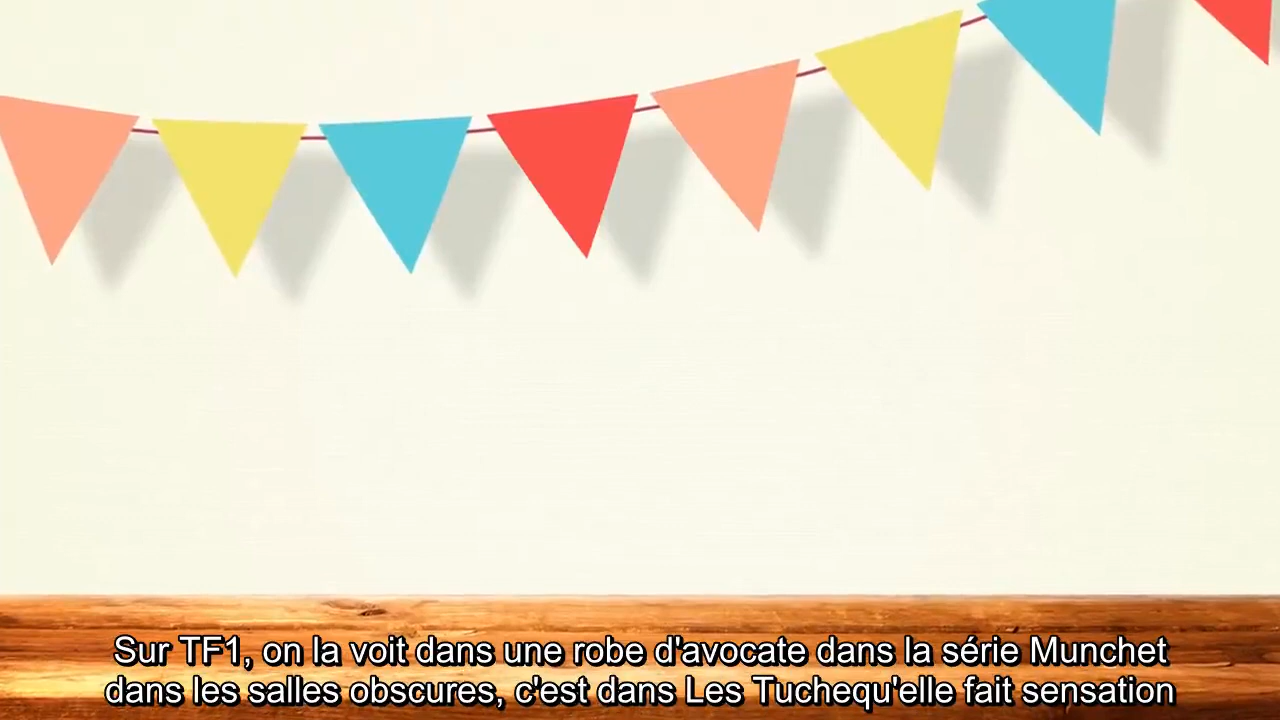 Sur TF1, on la voit dans une robe d'avocate dans la série Munchet
dans les salles obscures, c'est dans Les Tuchequ'elle fait sensation